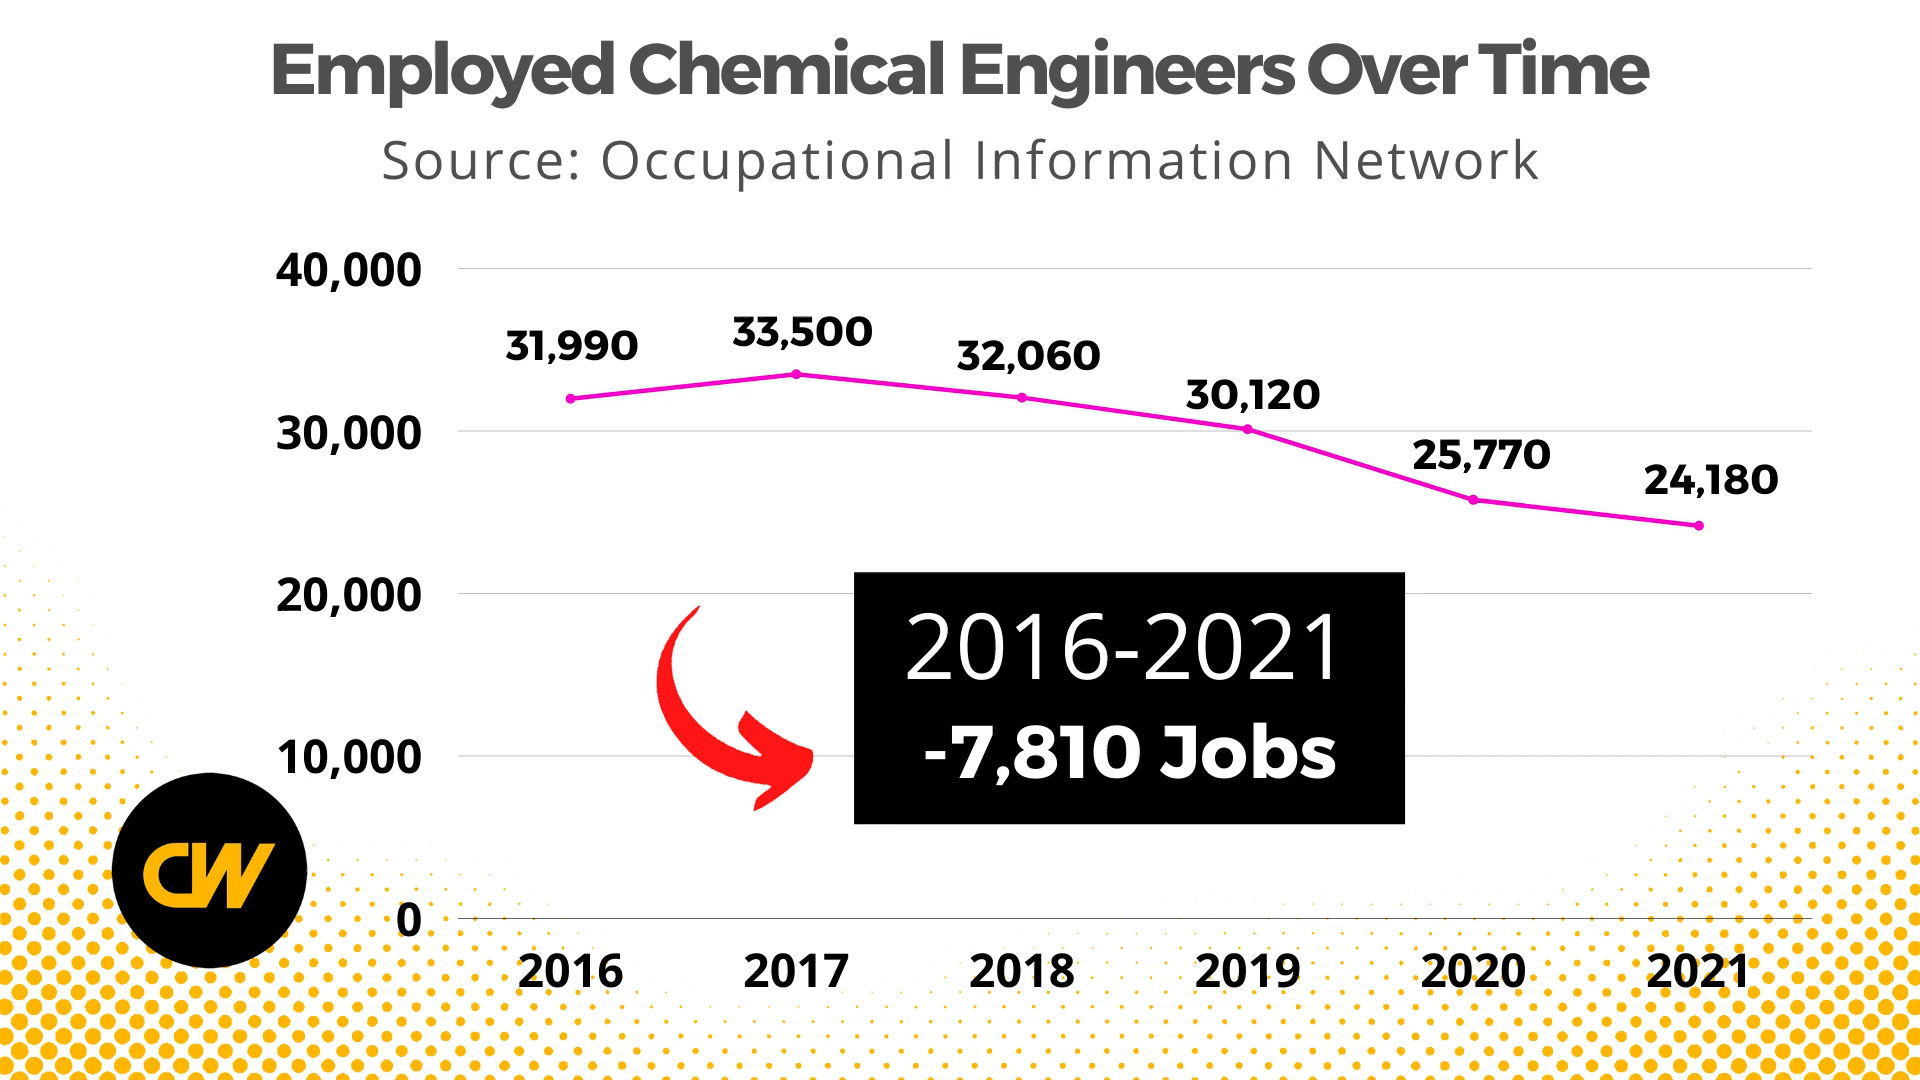 Employed Chemical Engineers Over Time
Source: Occupational Information Network
40,000
30,000
20,000
10,000
0
31,990
33,500
32,060
30,120
25,770
24,180
2016-2021
-7,810 Jobs
CW
2016 2017 2018 2019 2020 2021